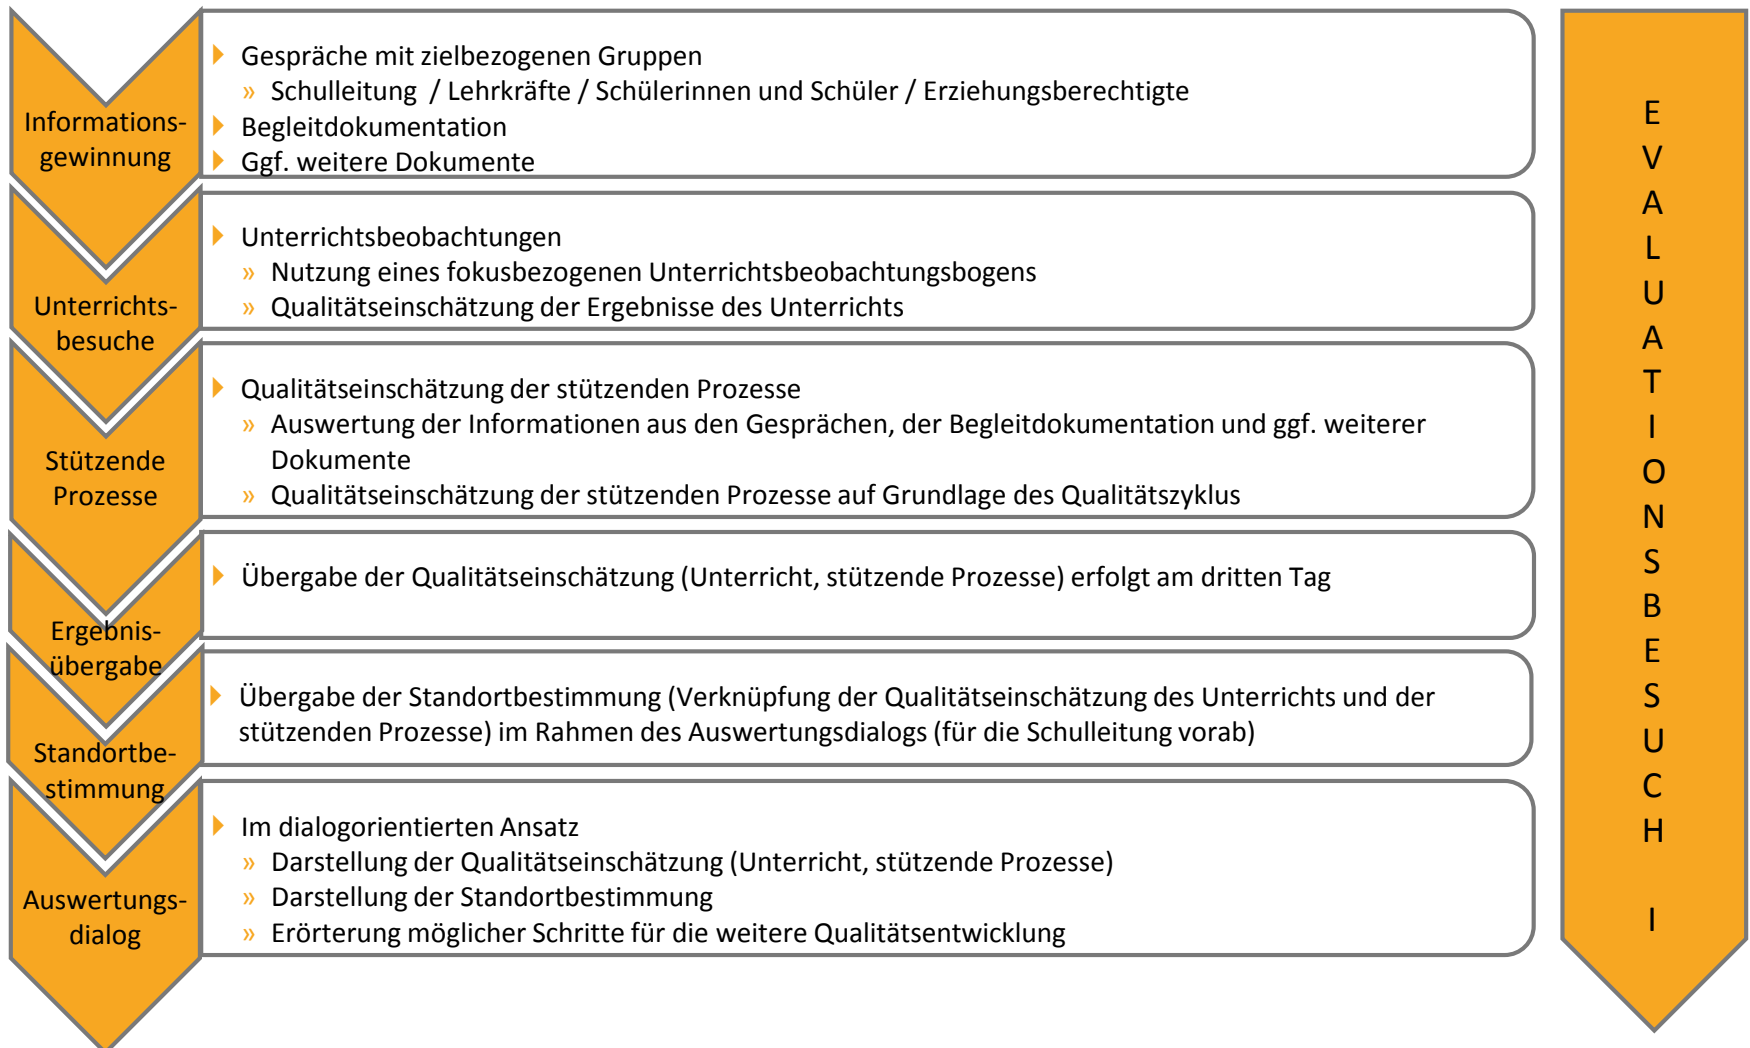 Informations-
gewinnung
Gespräche mit zielbezogenen Gruppen
» Schulleitung / Lehrkräfte / Schülerinnen und Schüler / Erziehungsberechtigte
Begleitdokumentation
Ggf. weitere Dokumente
Unterrichts-
besuche
Unterrichtsbeobachtungen
» Nutzung eines fokusbezogenen Unterrichtsbeobachtungsbogens
» Qualitätseinschätzung der Ergebnisse des Unterrichts
Stützende
Prozesse
Qualitätseinschätzung der stützenden Prozesse
» Auswertung der Informationen aus den Gesprächen, der Begleitdokumentation und ggf. weiterer
Dokumente
» Qualitätseinschätzung der stützenden Prozesse auf Grundlage des Qualitätszyklus
Ergebnis-
übergabe
Übergabe der Qualitätseinschätzung (Unterricht, stützende Prozesse) erfolgt am dritten Tag
Standortbe-
stimmung
Übergabe der Standortbestimmung (Verknüpfung der Qualitätseinschätzung des Unterrichts und der
stützenden Prozesse) im Rahmen des Auswertungsdialogs (für die Schulleitung vorab)
Auswertungs-
dialog
Im dialogorientierten Ansatz
» Darstellung der Qualitätseinschätzung (Unterricht, stützende Prozesse)
» Darstellung der Standortbestimmung
» Erörterung möglicher Schritte für die weitere Qualitätsentwicklung
EVALUATIONSBESUCH I